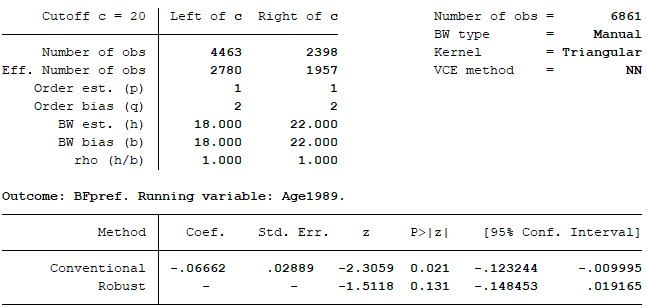 Cutoff c = 20 | Left of c Right of c Number of obs = 6861
BW type = Manual
Number of obs | 4463 2398 Kernel = Triangular
Eff. Number of obs | 2780 1957 VCE method = NN
Order est. (p) | 1 1
Order bias (q) | 2 2
BW est. (h) | 18.000 22.000
BW bias (b) | 18.000 22.000
rho (h/b) | 1.000 1.000
Outcome: BFpref. Running variable: Age1989.
Method | Coef. Std. Err. z P>|z| [95% Conf. Interval]
Conventional | -.06662 .02889 -2.3059 0.021 -.123244 -.009995
Robust | - - -1.5118 0.131 -.148453 .019165